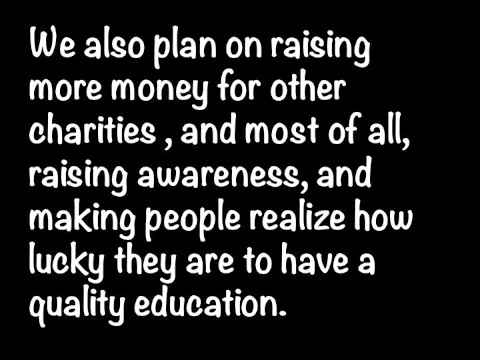 We also plan on raising
more money for other
charities , and most of all,
raising awareness, and
making people realize how
lucky they are to have a
quality education.